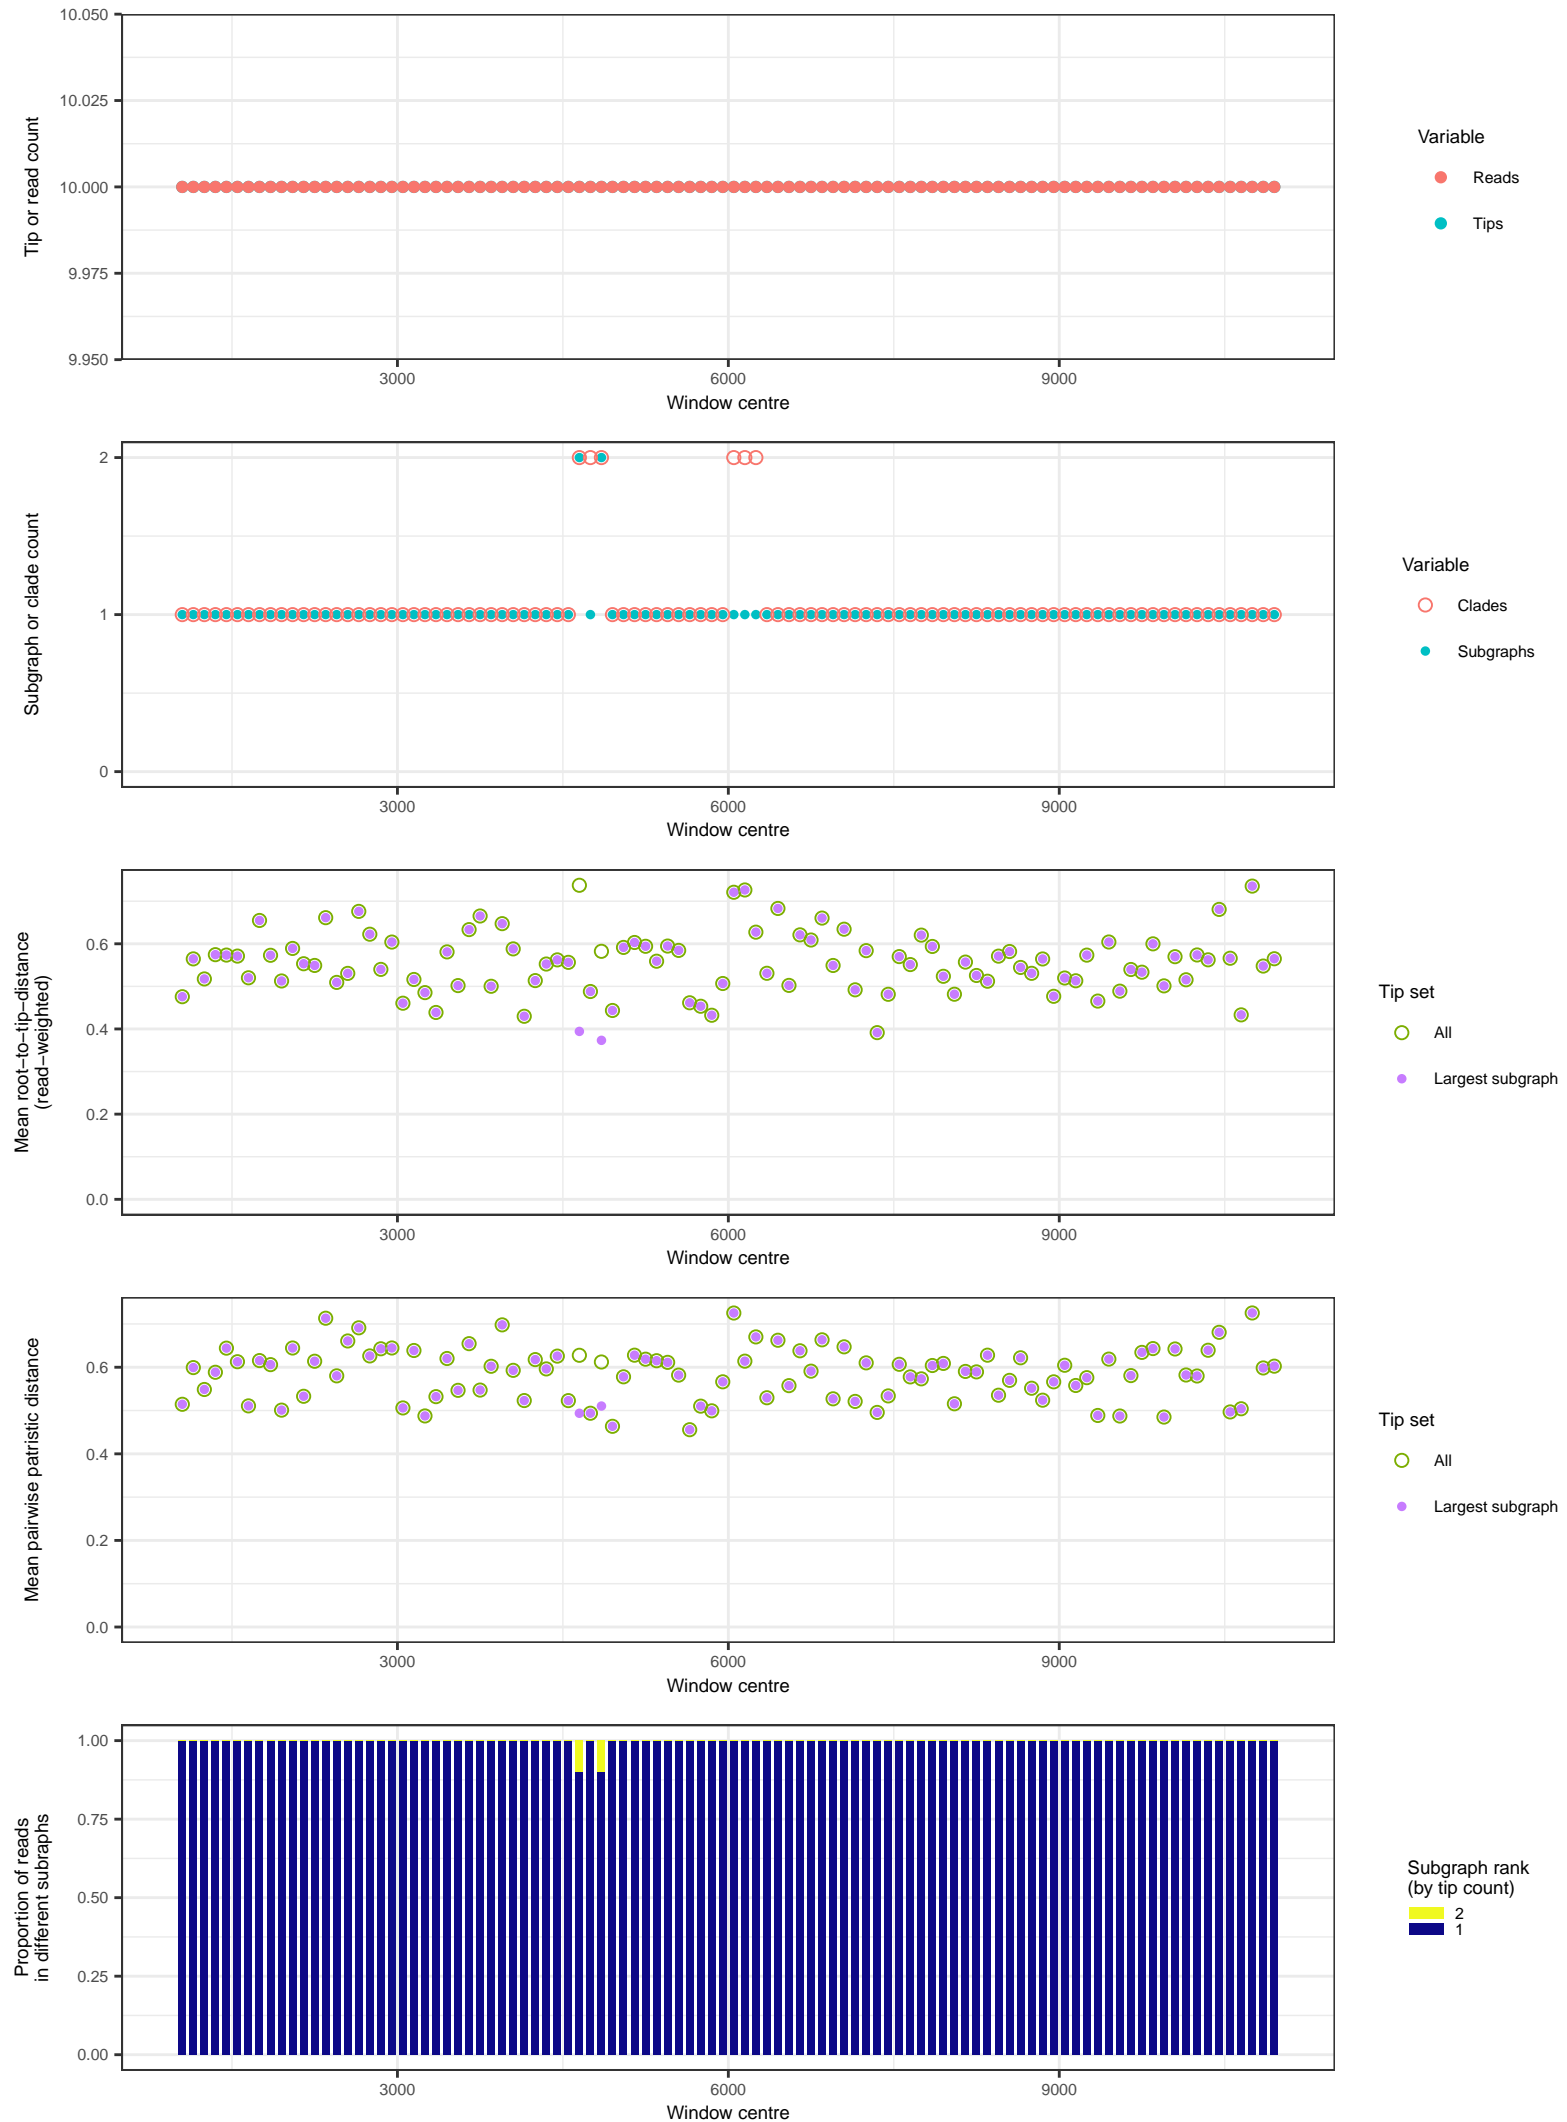 10.050
10.025
10.000
9.975
9.950
Tip or read count
3000
6000
9000
Window centre
Variable
Reads
Tips
2
1
0
Subgraph or clade count
3000
6000
9000
Window centre
Variable
Clades
Subgraphs
0.6
0.4
0.2
0.0
Mean root−to−tip−distance
(read−weighted)
3000
6000
9000
Window centre
Tip set
All
Largest subgraph
0.6
0.4
0.2
0.0
Mean pairwise patristic distance
3000
6000
9000
Window centre
Tip set
All
Largest subgraph
1.00
0.75
0.50
0.25
0.00
Proportion of reads
in different subraphs
3000
6000
9000
Window centre
Subgraph rank
(by tip count)
2
1